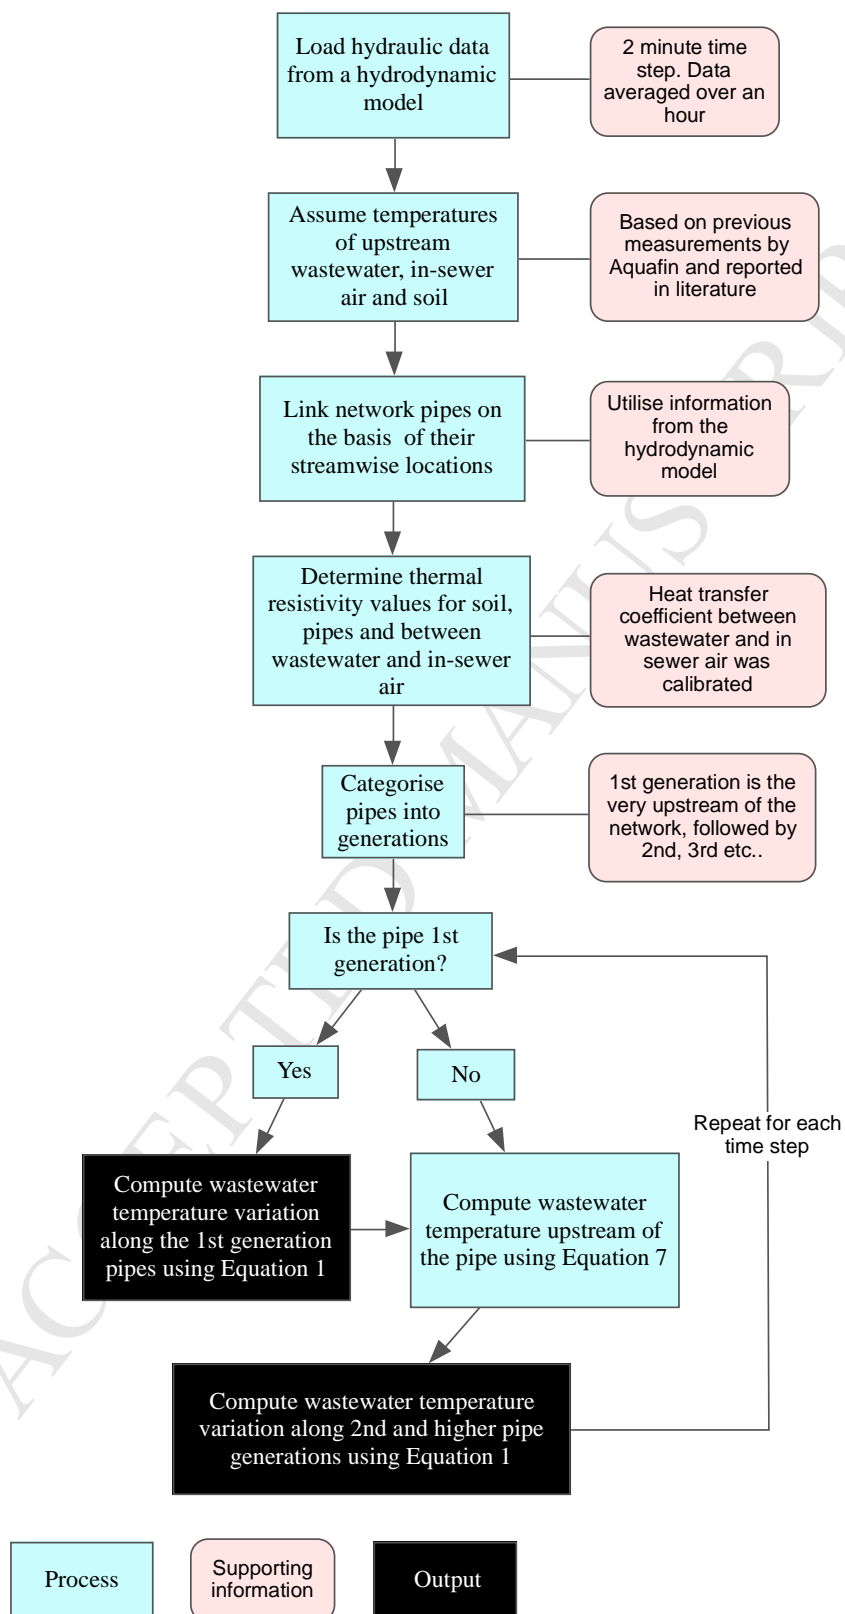 Load hydraulic data
from a hydrodynamic
model
2 minute time
step. Data
averaged over an
hour
Assume temperatures
of upstream
wastewater, in-sewer
air and soil
Based on previous
measurements by
Aquafin and reported
in literature
Link network pipes on
the basis of their
streamwise locations
Utilise information
from the
hydrodynamic
model
Determine thermal
resistivity values for soil,
pipes and between
wastewater and in-sewer
air
Heat transfer
coefficient between
wastewater and in
sewer air was
calibrated
Categorise
pipes into
generations
1st generation is the
very upstream of the
network, followed by
2nd, 3rd etc..
Is the pipe 1st
generation?
Yes
No
Repeat for each
time step
Compute wastewater
temperature variation
along the 1st generation
pipes using Equation 1
Compute wastewater
temperature upstream of
the pipe using Equation 7
Compute wastewater temperature
variation along 2nd and higher pipe
generations using Equation 1
Process
Supporting
information
Output